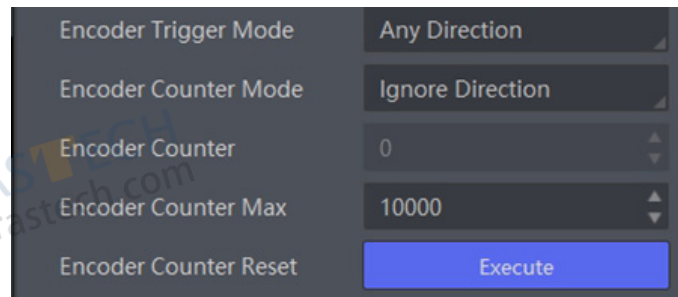 Encoder Trigger Mode Any Direction
Encoder Counter Mode Ignore Direction
Encoder Counter 0
Encoder Counter Max 10000
Encoder Counter Reset Execute